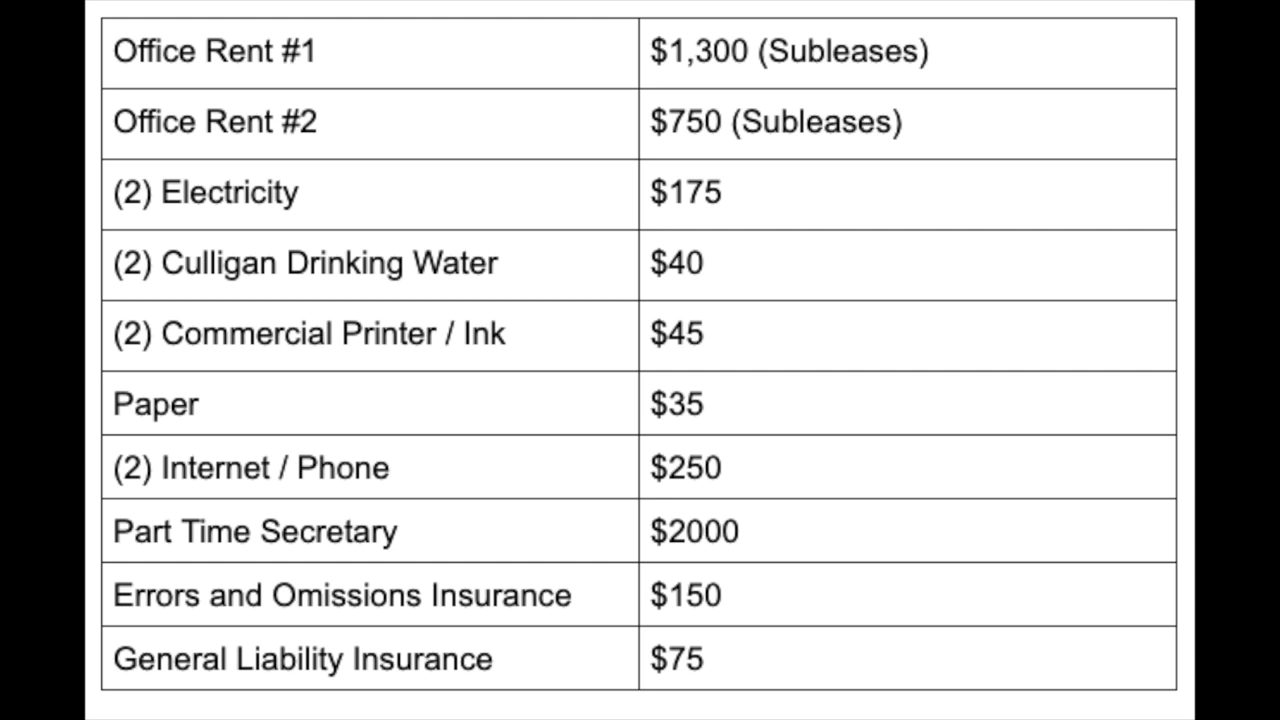 Office Rent #1 $1,300 (Subleases)
Office Rent #2 $750 (Subleases)
(2) Electricity $175
(2) Culligan Drinking Water $40
(2) Commercial Printer / Ink $45
Paper $35
(2) Internet / Phone $250
Part Time Secretary $2000
Errors and Omissions Insurance $150
General Liability Insurance $75